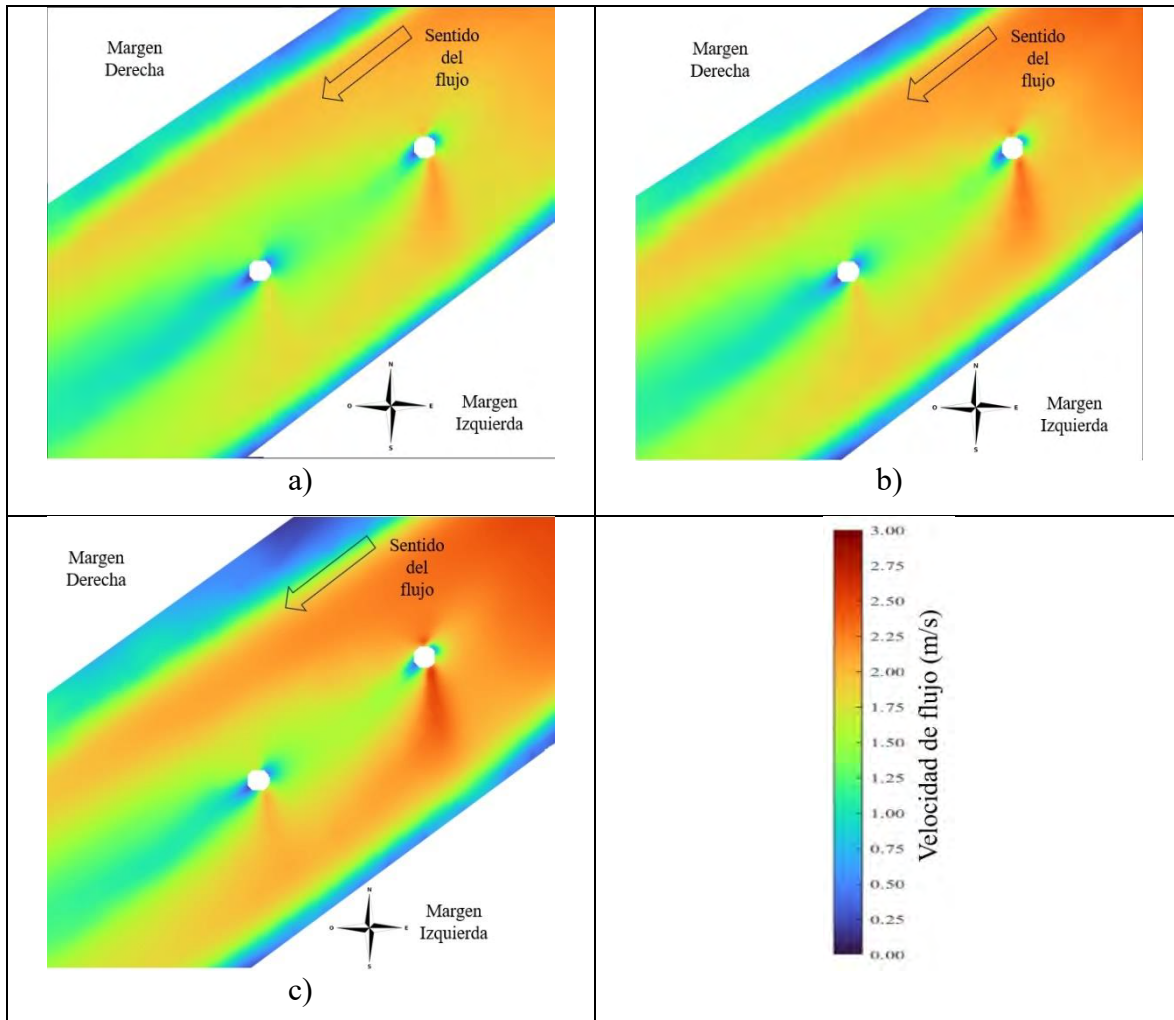 Margen
Derecha
Sentido
del
flujo
N
O
E
S
Margen
Izquierda
a)
Margen
Derecha
Sentido
del
flujo
N
O
E
S
Margen
Izquierda
b)
Margen
Derecha
Sentido
del
flujo
N
O
E
S
Margen
Izquierda
c)
3.00
2.75
2.50
2.25
2.00
1.75
1.50
1.25
1.00
0.75
0.50
0.25
0.00
Velocidad de flujo (m/s)